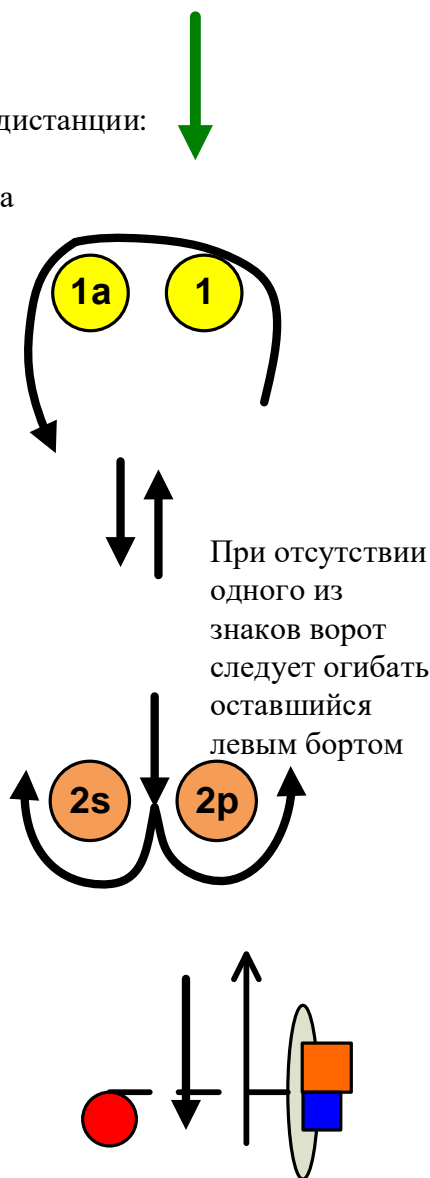 дистанции:
а
1a 1
При отсутствии
одного из
знаков ворот
следует огибать
оставшийся
левым бортом
2s 2p